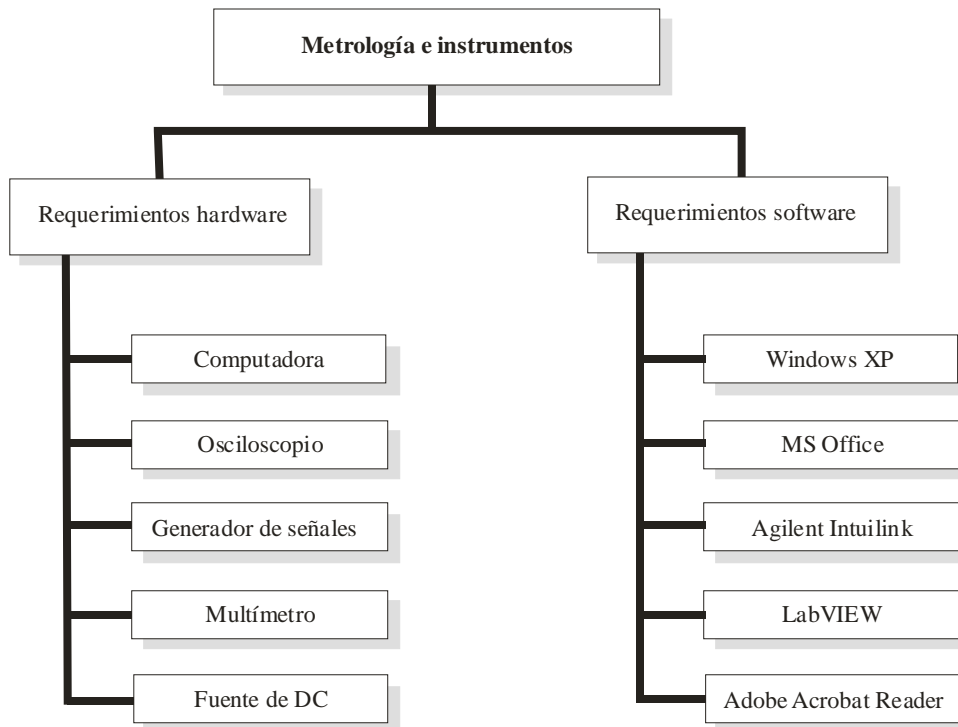 Metrología e instrumentos
Requerimientos hardware
Computadora
Osciloscopio
Generador de señales
Multímetro
Fuente de DC
Requerimientos software
Windows XP
MS Office
Agilent Intuilink
LabVIEW
Adobe Acrobat Reader